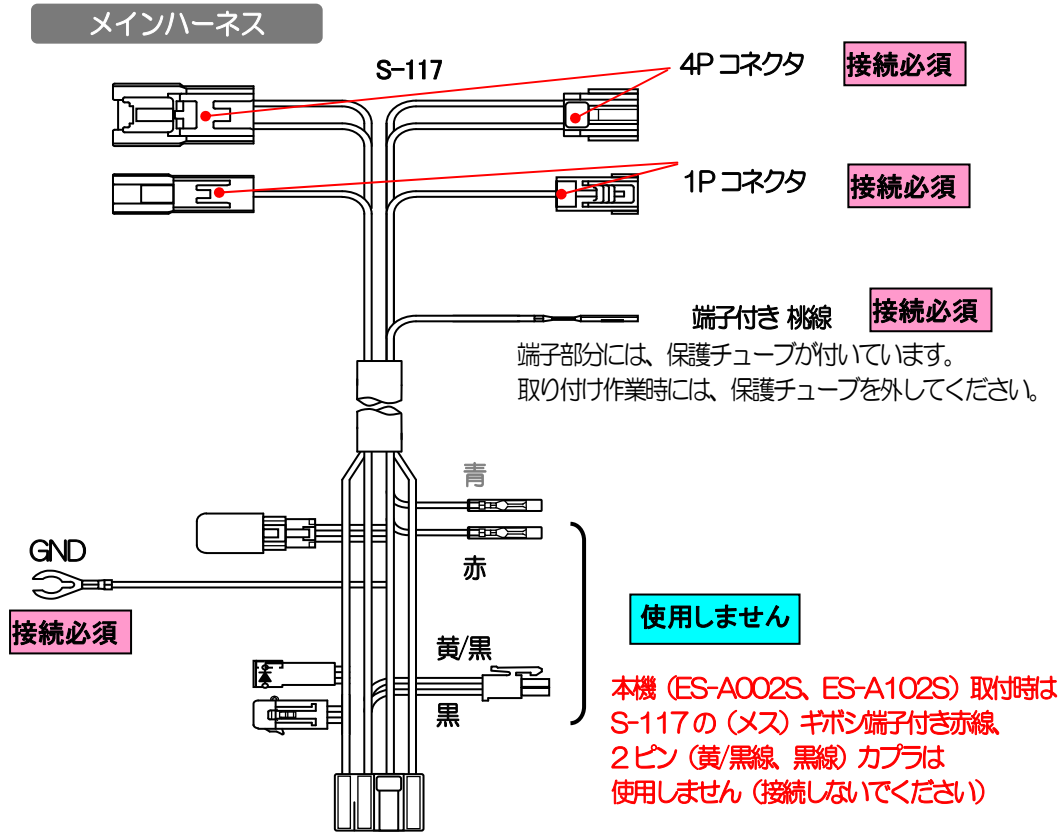 メインハーネス
S-117
4P コネクタ
接続必須
1P コネクタ
接続必須
端子付き 桃線
接続必須
端子部分には、保護チューブが付いています。
取り付け作業時には、保護チューブを外してください。
青
赤
GND
接続必須
使用しません
黄/黒
黒
本機（ES-A002S、ES-A102S）取付時は
S-117の（メス）ギボシ端子付き赤線、
２ピン（黄/黒線、黒線）カプラは
使用しません（接続しないでください）